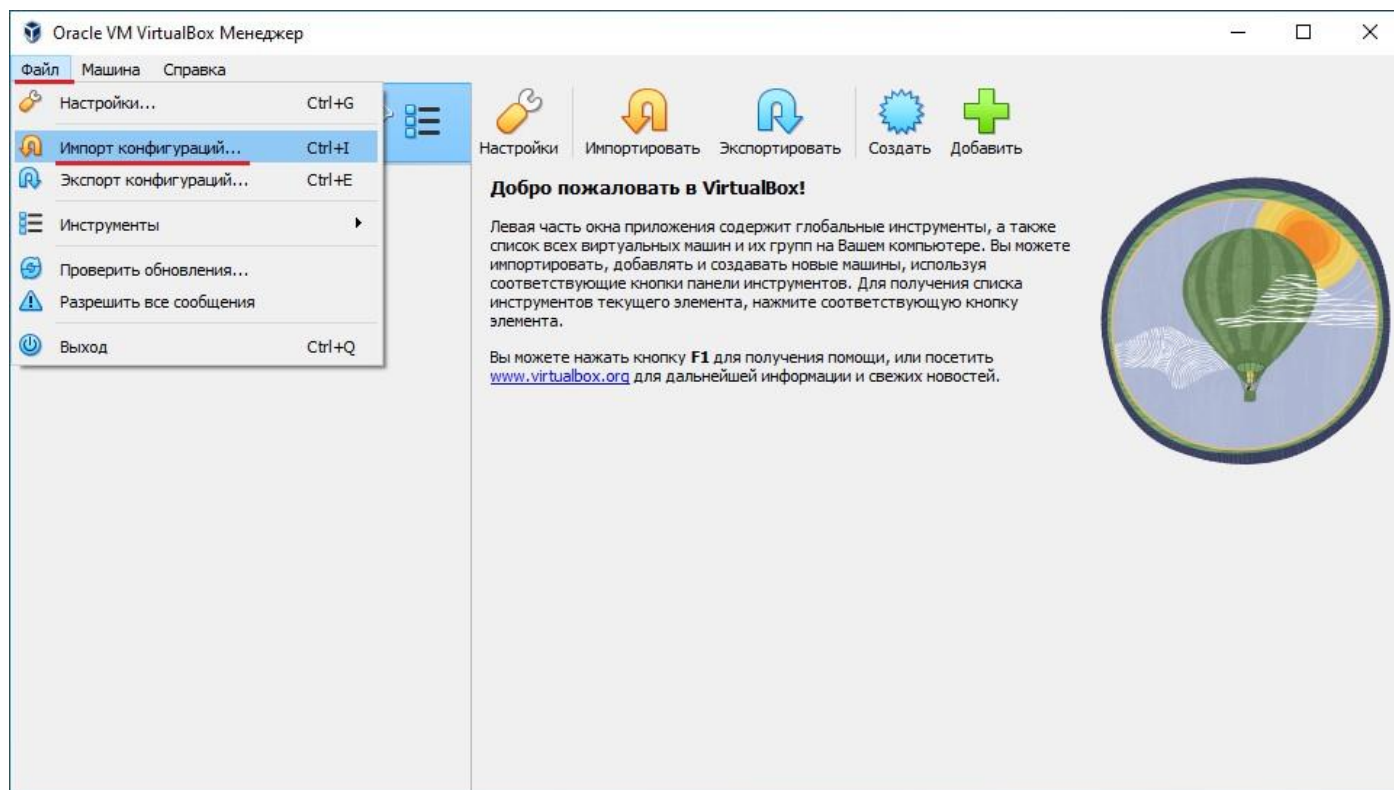 Oracle VM VirtualBox Менеджер
Файл Машина Справка
Настройки... Ctrl+G
Импорт конфигураций... Ctrl+I
Экспорт конфигураций... Ctrl+E
Инструменты
Проверить обновления...
Разрешить все сообщения
Выход Ctrl+Q
Настройки Импортировать Экспортировать Создать Добавить
Добро пожаловать в VirtualBox!
Левая часть окна приложения содержит глобальные инструменты, а также
список всех виртуальных машин и их групп на Вашем компьютере. Вы можете
импортировать, добавлять и создавать новые машины, используя
соответствующие кнопки панели инструментов. Для получения списка
инструментов текущего элемента, нажмите соответствующую кнопку
элемента.
Вы можете нажать кнопку F1 для получения помощи, или посетить
www.virtualbox.org для дальнейшей информации и свежих новостей.